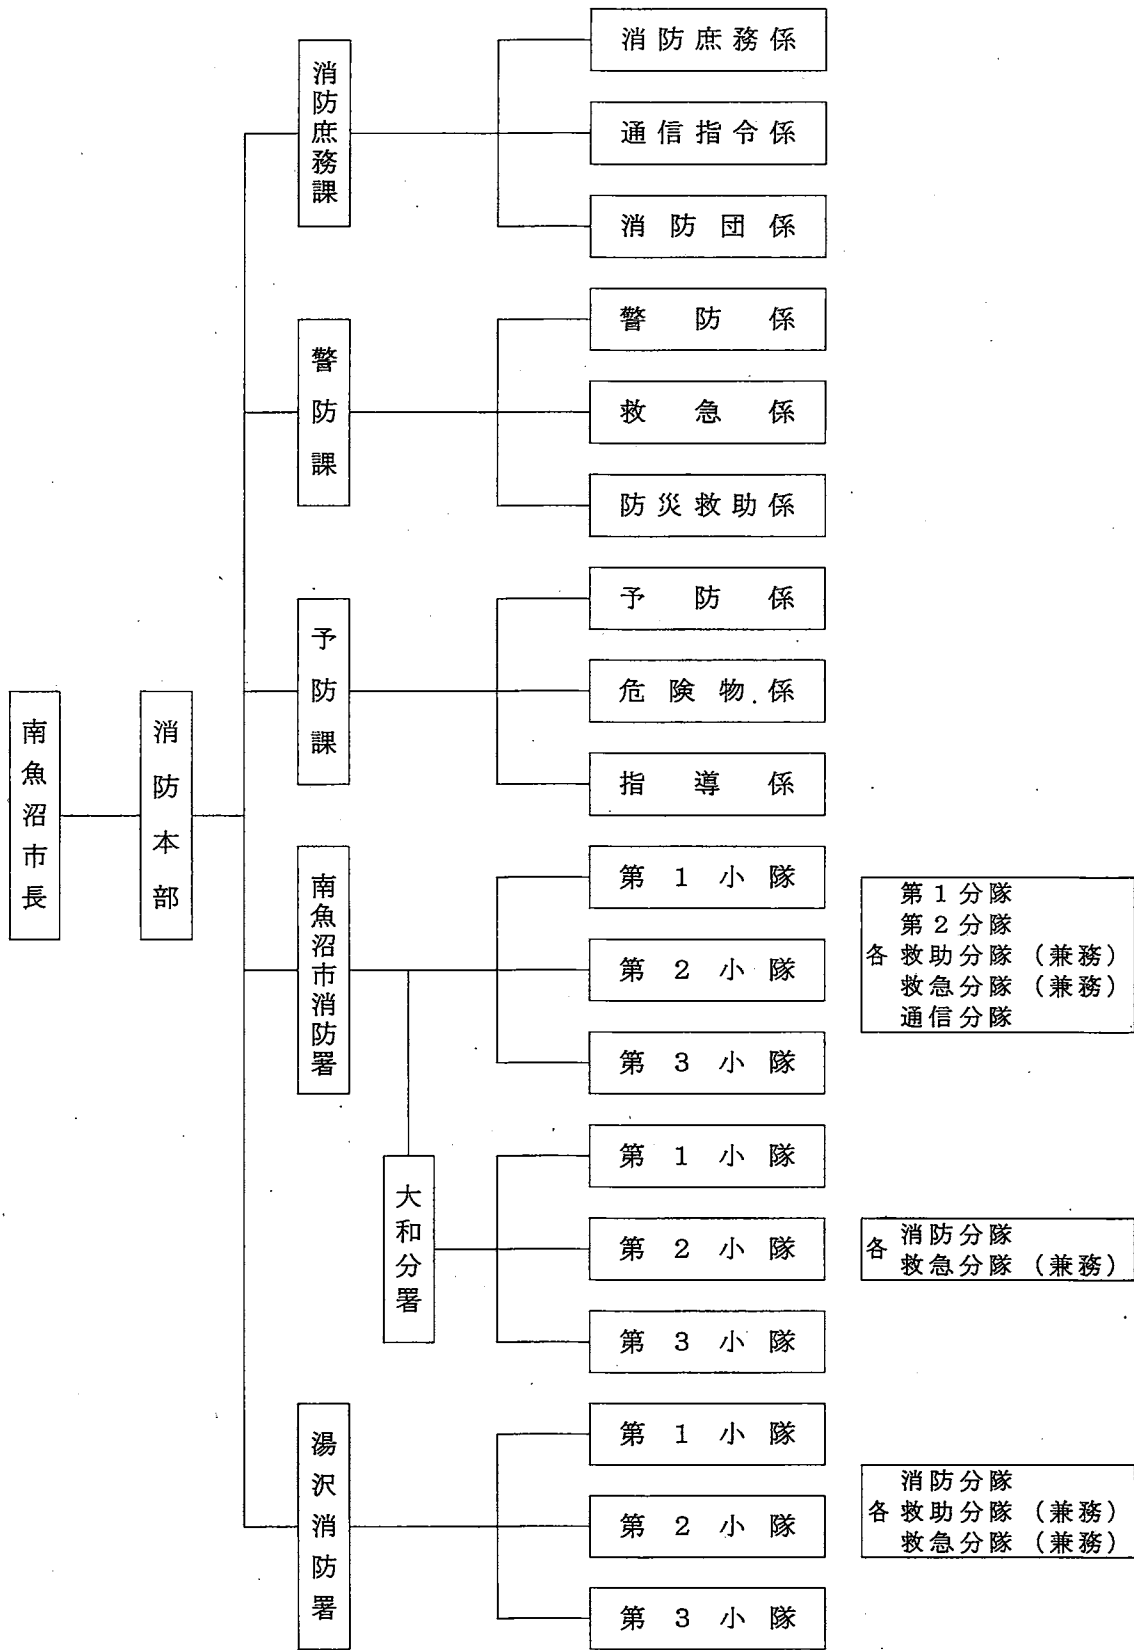 南魚沼市長
消防本部
消防庶務課
消防庶務係
通信指令係
消防団係
警防課
警防係
救急係
防災救助係
予防課
予防係
危険物係
指導係
南魚沼市消防署
第1小隊
第2小隊
第3小隊
第1分隊
第2分隊
各 救助分隊(兼務)
救急分隊(兼務)
通信分隊
大和分署
第1小隊
第2小隊
第3小隊
各 消防分隊
救急分隊(兼務)
湯沢消防署
第1小隊
第2小隊
第3小隊
消防分隊
各 救助分隊(兼務)
救急分隊(兼務)